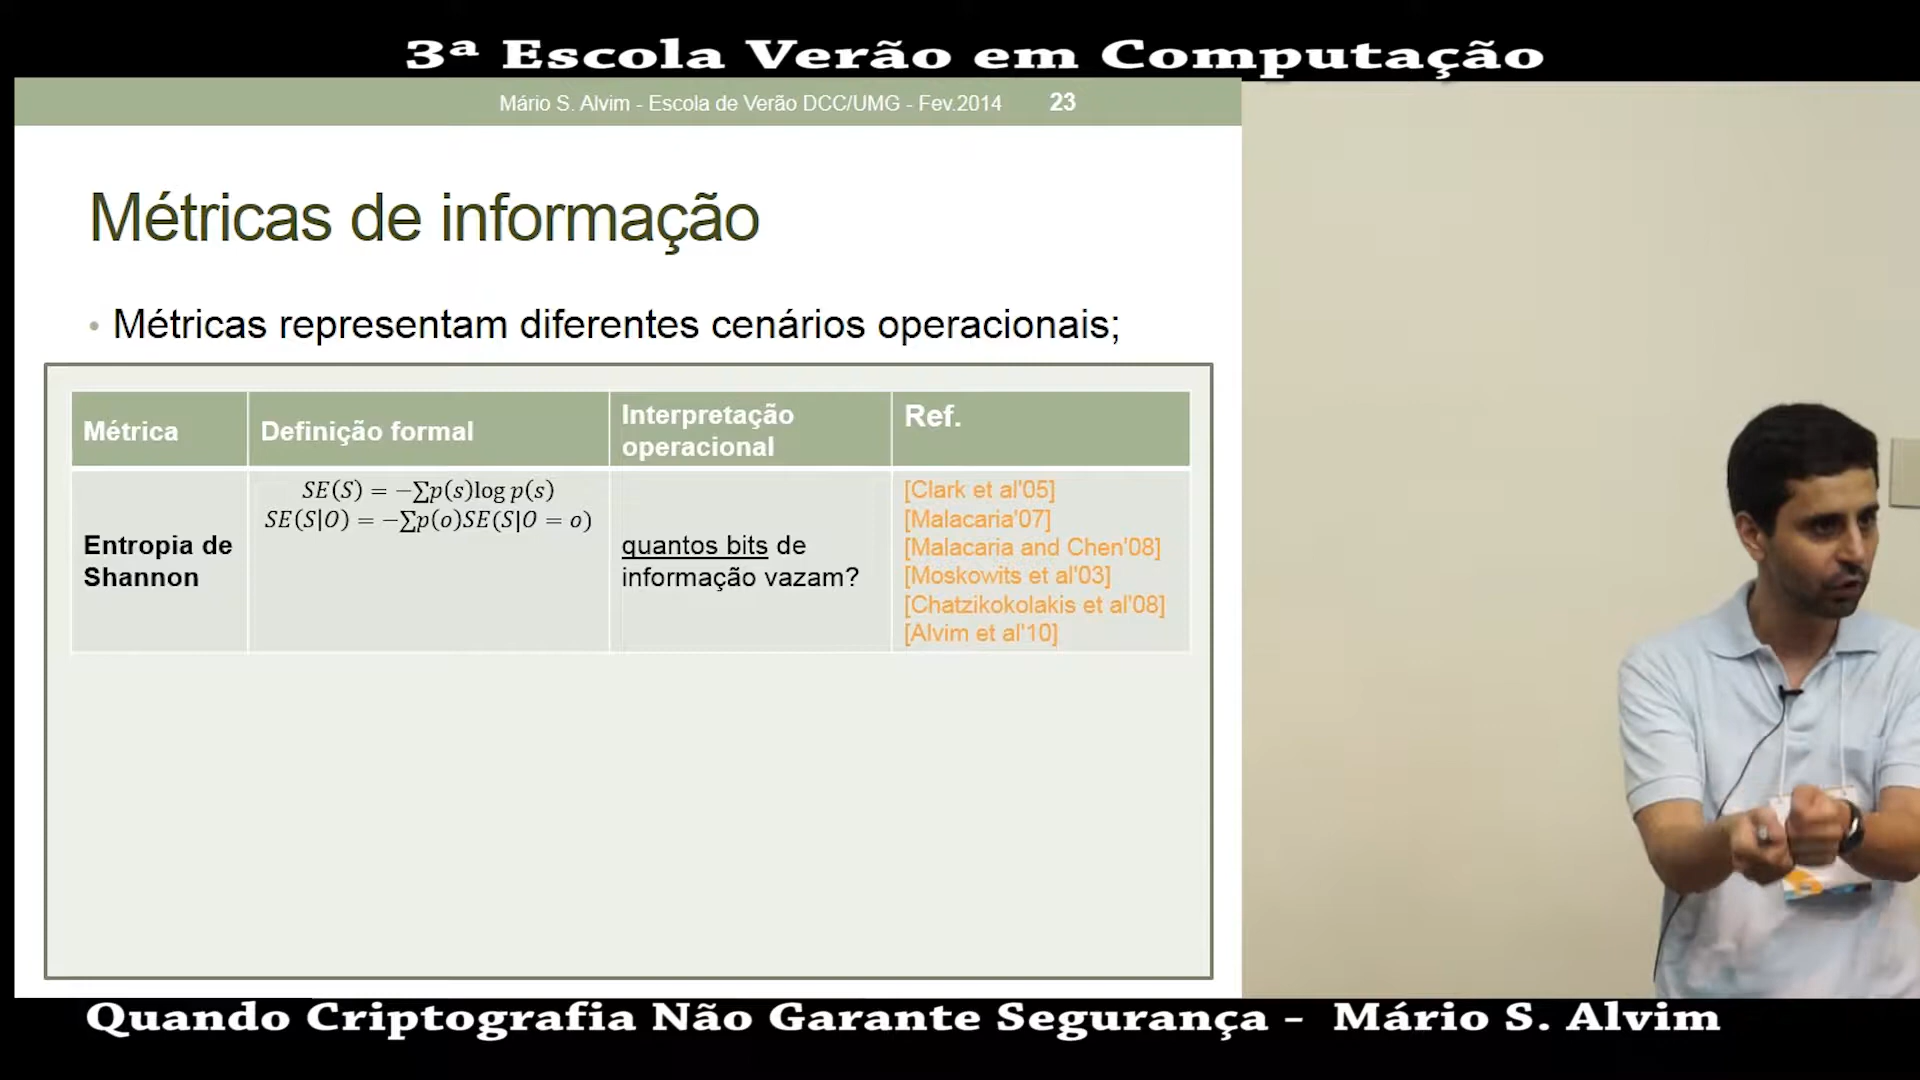 3ª Escola Verão em Computação
Mário S. Alvim - Escola de Verão DCC/UMG - Fev.2014 23
Métricas de informação
• Métricas representam diferentes cenários operacionais;
Métrica
Definição formal
Interpretação
operacional
Ref.
Entropia de
Shannon
SE(S) = −∑p(s)log p(s)
SE(S|O) = −∑p(o)SE(S|O = o)
quantos bits de
informação vazam?
[Clark et al'05]
[Malacaria'07]
[Malacaria and Chen'08]
[Moskowits et al'03]
[Chatzikokolakis et al'08]
[Alvim et al'10]
Quando Criptografia Não Garante Segurança - Mário S. Alvim